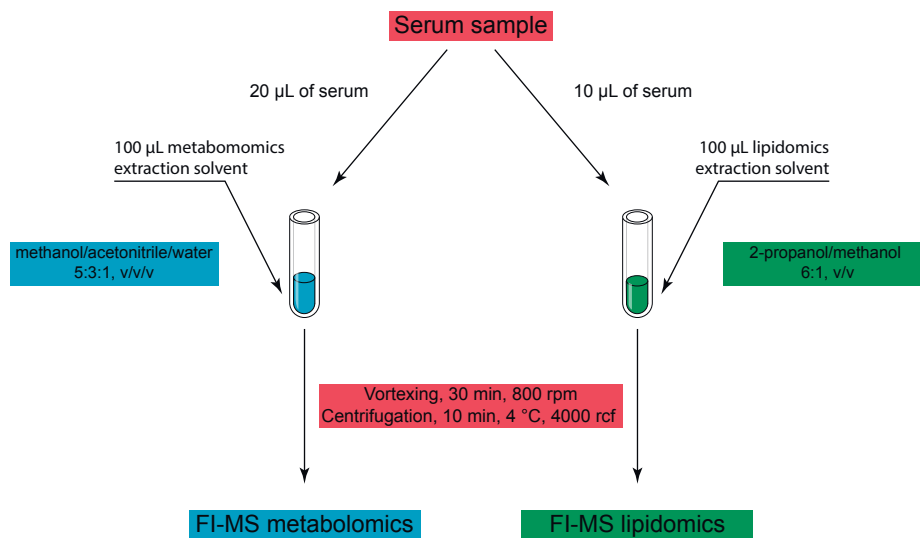 Serum sample
20 µL of serum
10 µL of serum
100 µL metabomomics
extraction solvent
100 µL lipidomics
extraction solvent
methanol/acetonitrile/water
5:3:1, v/v/v
2-propanol/methanol
6:1, v/v
Vortexing, 30 min, 800 rpm
Centrifugation, 10 min, 4 °C, 4000 rcf
FI-MS metabolomics
FI-MS lipidomics